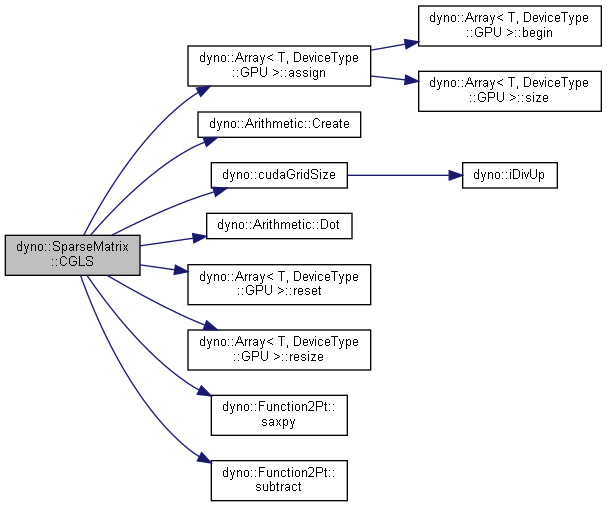 dyno::SparseMatrix
::CGLS
dyno::Array< T, DeviceType
::GPU >::assign
dyno::Array< T, DeviceType
::GPU >::begin
dyno::Array< T, DeviceType
::GPU >::size
dyno::Arithmetic::Create
dyno::cudaGridSize
dyno::iDivUp
dyno::Arithmetic::Dot
dyno::Array< T, DeviceType
::GPU >::reset
dyno::Array< T, DeviceType
::GPU >::resize
dyno::Function2Pt::
saxpy
dyno::Function2Pt::
subtract